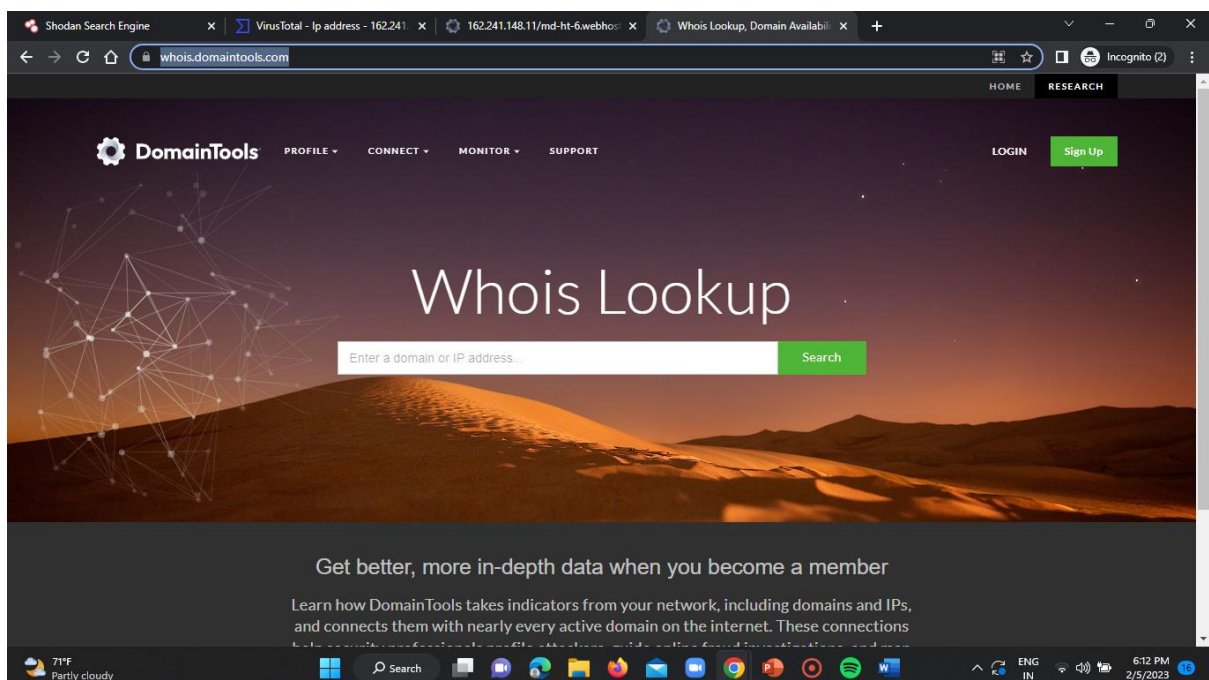 Shodan Search Engine
VirusTotal - Ip address - 162.241.
162.241.148.11/md-ht-6.webhost
Whois Lookup, Domain Availabili
whois.domaintools.com
Incognito (2)
HOME RESEARCH
DomainTools PROFILE CONNECT MONITOR SUPPORT LOGIN Sign Up
Whois Lookup
Enter a domain or IP address... Search
Get better, more in-depth data when you become a member
Learn how DomainTools takes indicators from your network, including domains and IPs,
and connects them with nearly every active domain on the internet. These connections
71°F
Partly cloudy
Search
ENG
IN
6:12 PM
2/5/2023
16